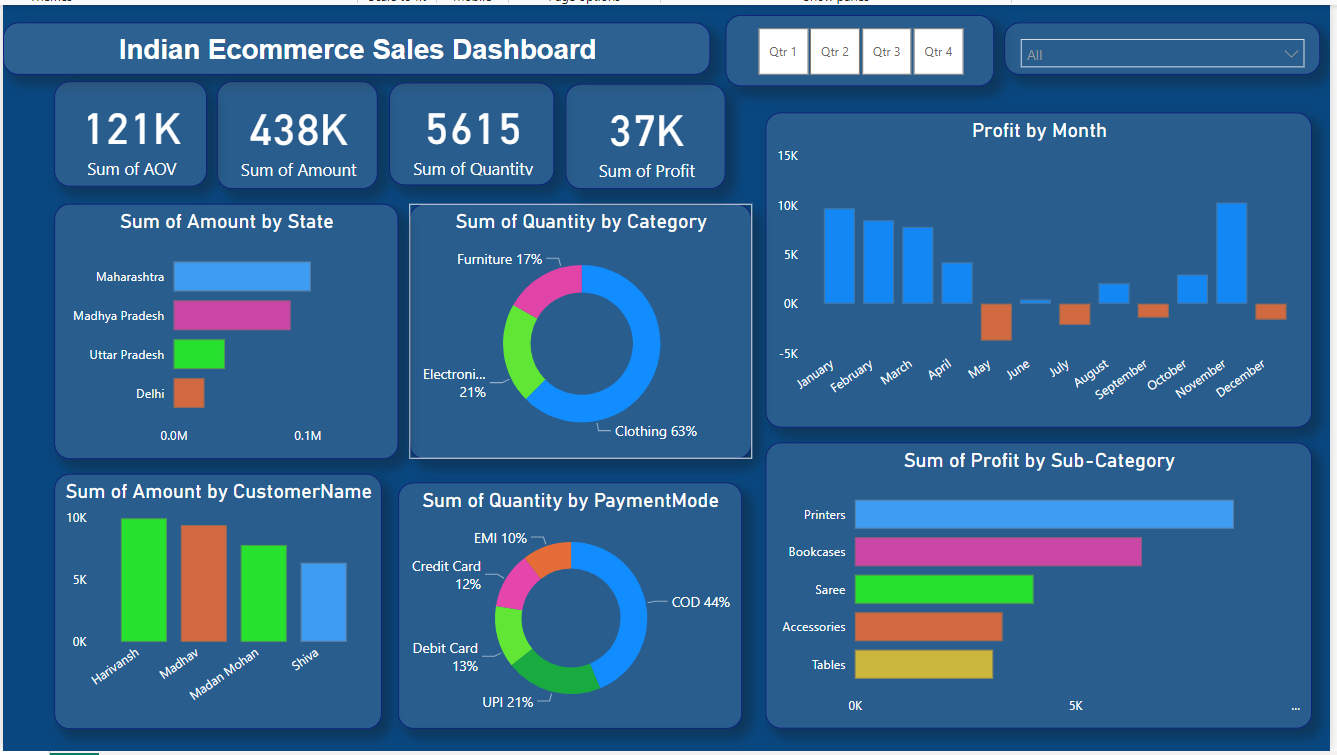 Indian Ecommerce Sales Dashboard
Qtr 1
Qtr 2
Qtr 3
Qtr 4
All
121K
Sum of AOV
438K
Sum of Amount
5615
Sum of Quantity
37K
Sum of Profit
Profit by Month
15K
10K
5K
0K
-5K
January
February
March
April
May
June
July
August
September
October
November
December
Sum of Amount by State
Maharashtra
Madhya Pradesh
Uttar Pradesh
Delhi
0.0M
0.1M
Sum of Quantity by Category
Furniture 17%
Electroni...
21%
Clothing 63%
Sum of Profit by Sub-Category
Printers
Bookcases
Saree
Accessories
Tables
0K
5K
...
Sum of Amount by CustomerName
10K
5K
0K
Harivansh
Madhav
Madan Mohan
Shiva
Sum of Quantity by PaymentMode
EMI 10%
Credit Card
12%
COD 44%
Debit Card
13%
UPI 21%